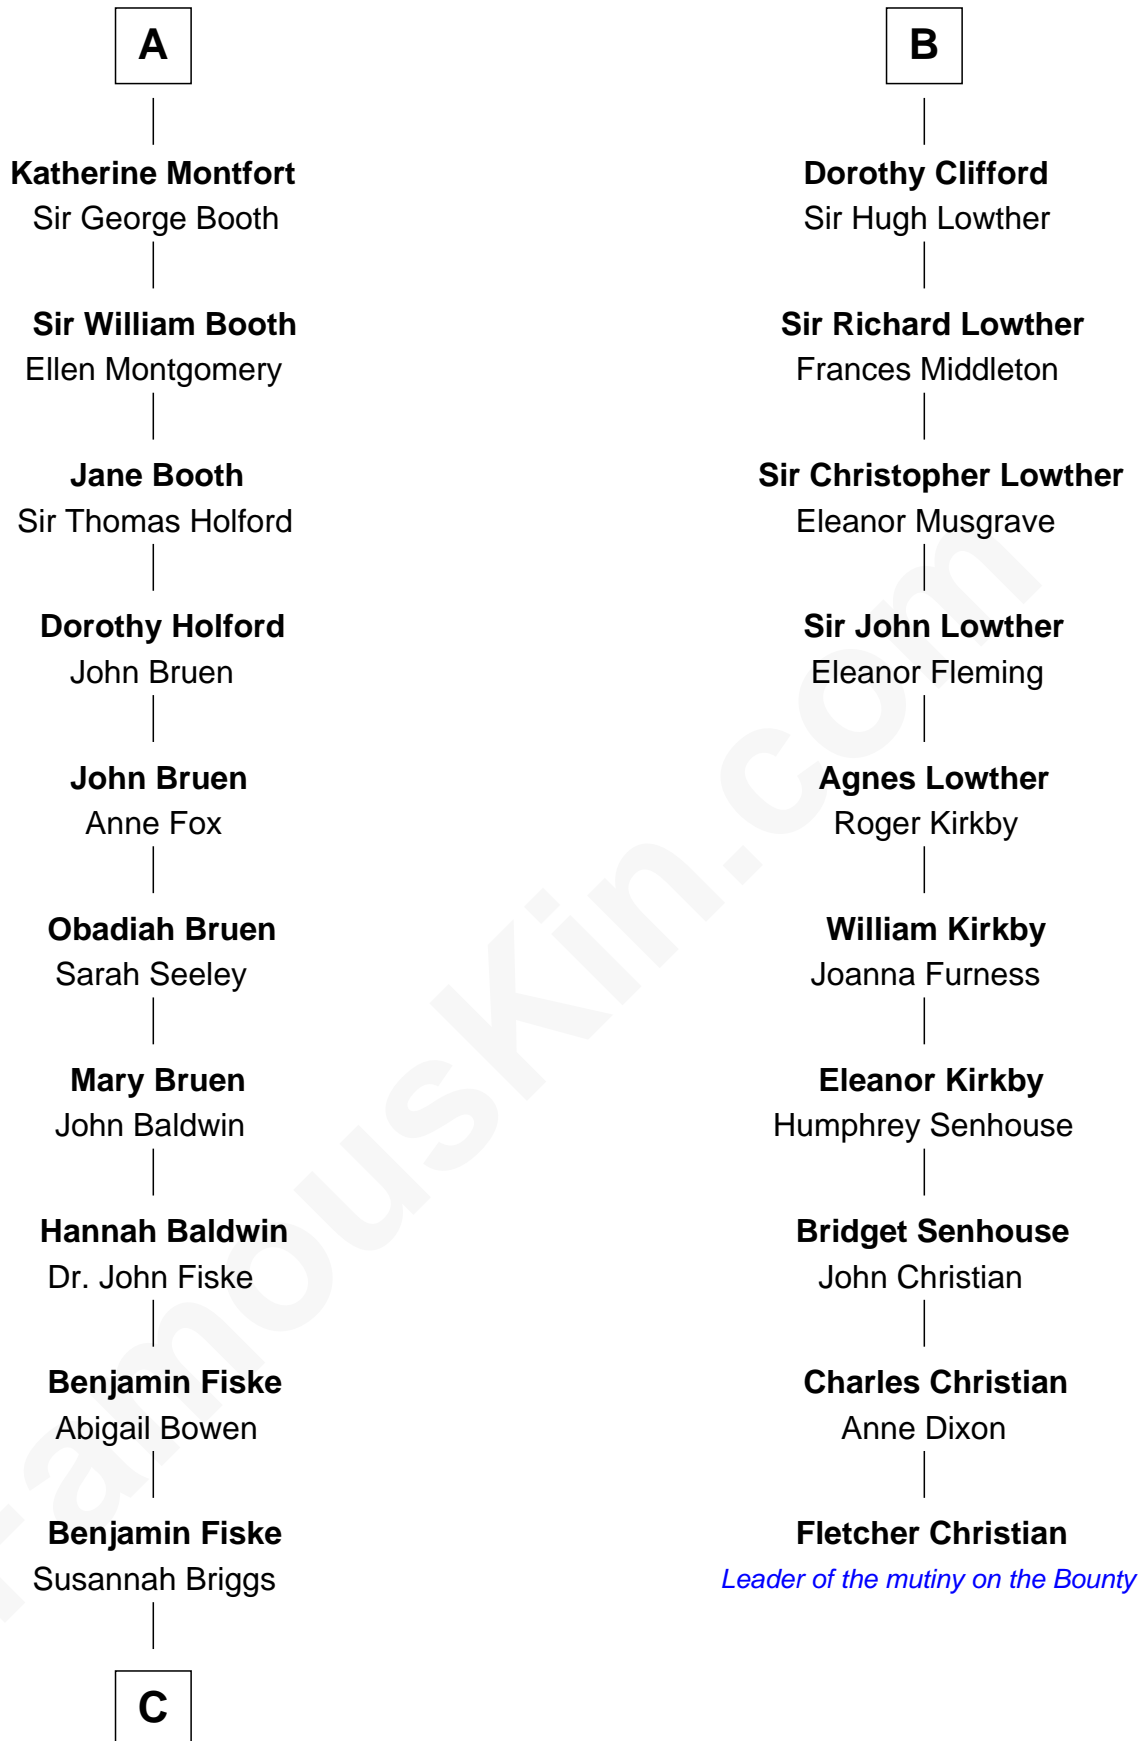 A
Katherine Montfort
Sir George Booth
Sir William Booth
Ellen Montgomery
Jane Booth
Sir Thomas Holford
Dorothy Holford
John Bruen
John Bruen
Anne Fox
Obadiah Bruen
Sarah Seeley
Mary Bruen
John Baldwin
Hannah Baldwin
Dr. John Fiske
Benjamin Fiske
Abigail Bowen
Benjamin Fiske
Susannah Briggs
C
B
Dorothy Clifford
Sir Hugh Lowther
Sir Richard Lowther
Frances Middleton
Sir Christopher Lowther
Eleanor Musgrave
Sir John Lowther
Eleanor Fleming
Agnes Lowther
Roger Kirkby
William Kirkby
Joanna Furness
Eleanor Kirkby
Humphrey Senhouse
Bridget Senhouse
John Christian
Charles Christian
Anne Dixon
Fletcher Christian
Leader of the mutiny on the Bounty
FamousKin.com